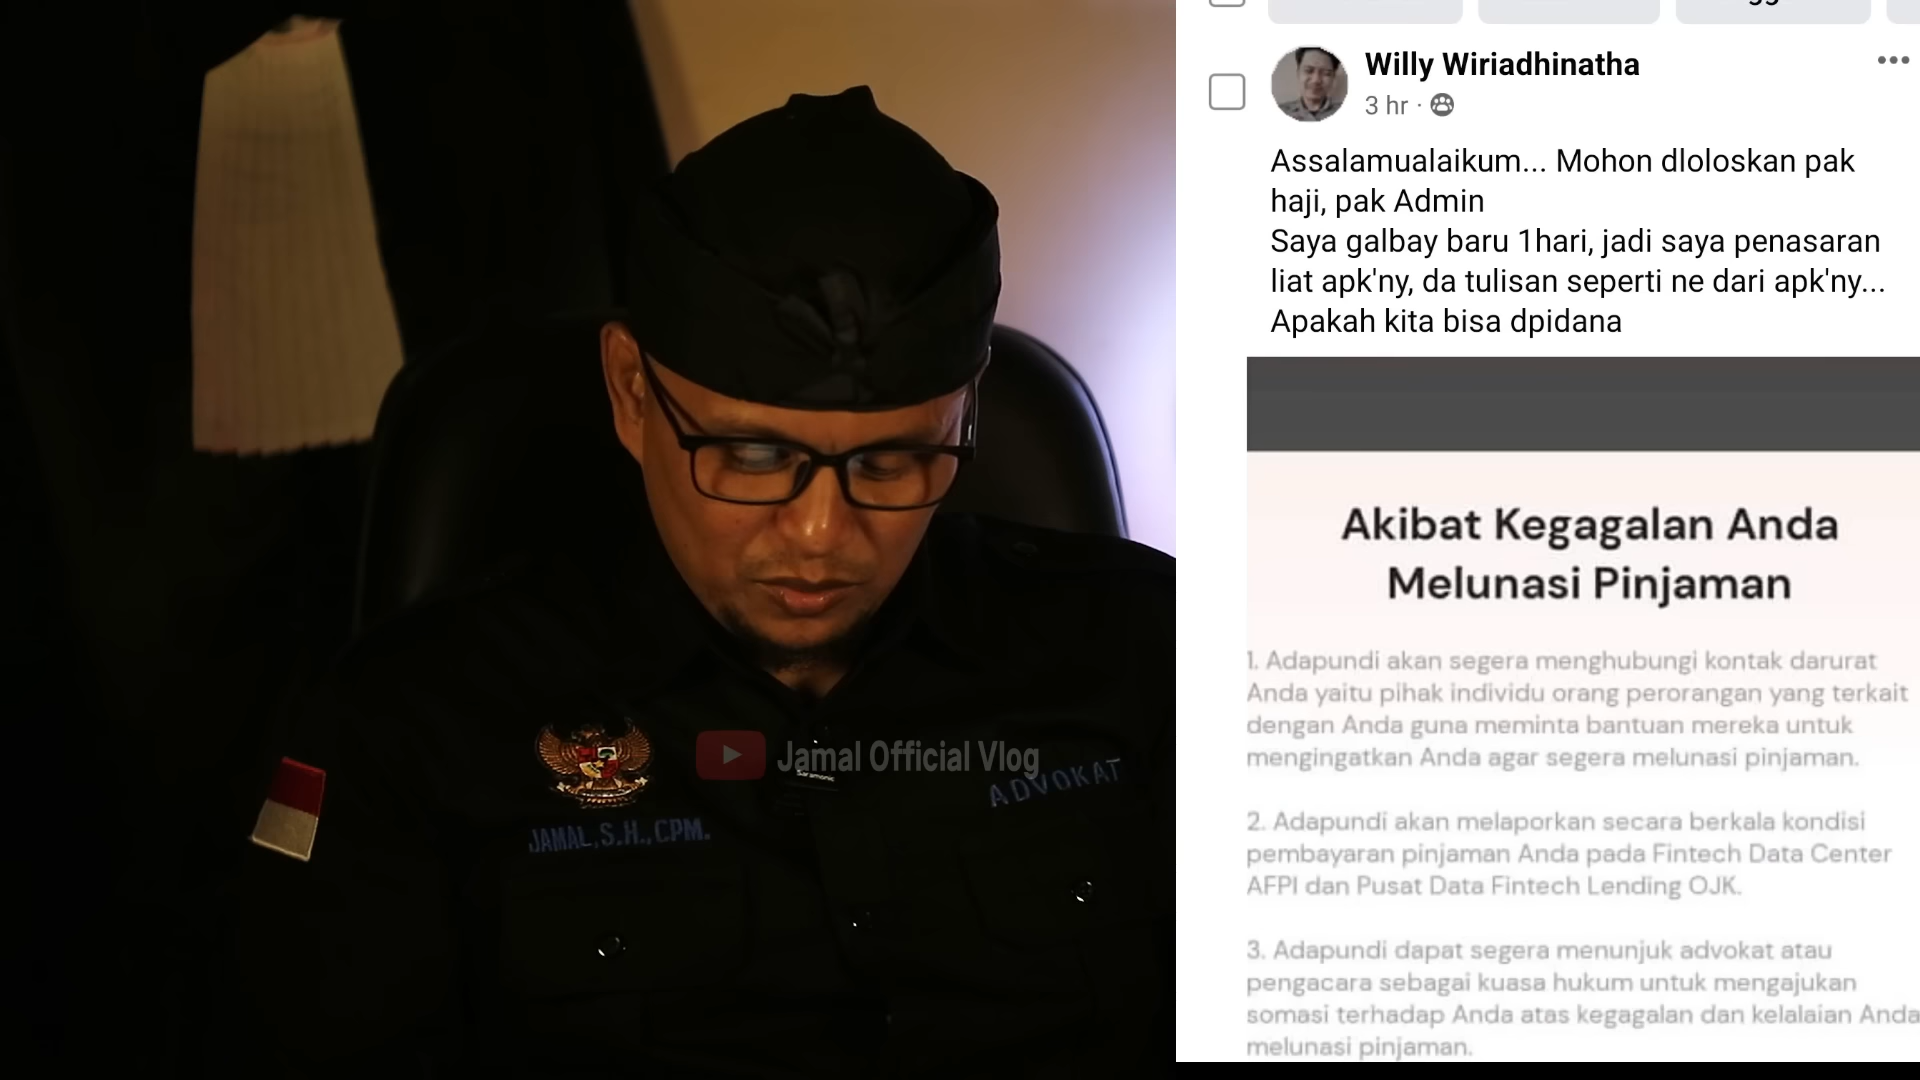 Willy Wiriadhinatha
3 hr ·
Assalamualaikum... Mohon dloloskan pak
haji, pak Admin
Saya galbay baru 1hari, jadi saya penasaran
liat apk'ny, da tulisan seperti ne dari apk'ny...
Apakah kita bisa dpidana
Akibat Kegagalan Anda
Melunasi Pinjaman
1. Adapundi akan segera menghubungi kontak darurat
Anda yaitu pihak individu orang perorangan yang terkait
dengan Anda guna meminta bantuan mereka untuk
mengingatkan Anda agar segera melunasi pinjaman.
2. Adapundi akan melaporkan secara berkala kondisi
pembayaran pinjaman Anda pada Fintech Data Center
AFPI dan Pusat Data Fintech Lending OJK.
3. Adapundi dapat segera menunjuk advokat atau
pengacara sebagai kuasa hukum untuk mengajukan
somasi terhadap Anda atas kegagalan dan kelalaian Anda
melunasi pinjaman.
Jamal Official Vlog
Saramonic
ADVOKAT
JAMAL,S.H.,CPM.